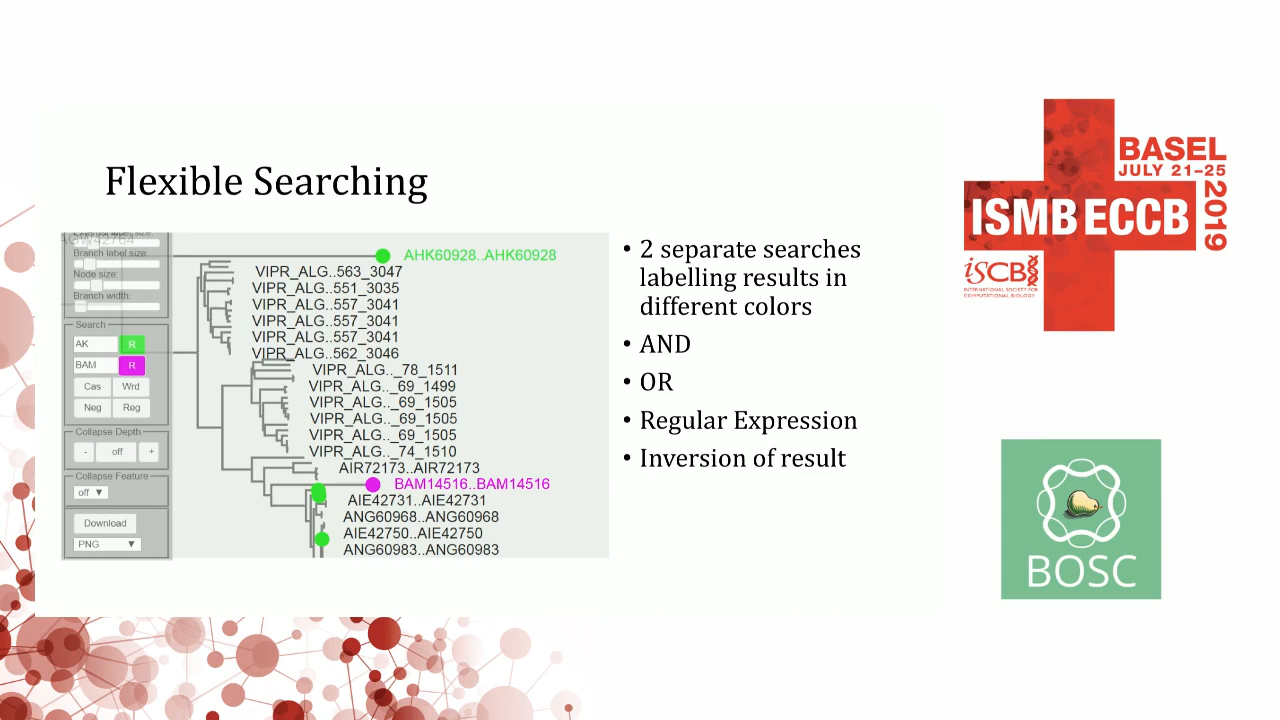 Flexible Searching
External label size:
AGW42764
Branch label size:
Node size:
Branch width:
Search
AK R
BAM R
Cas Wrd
Neg Reg
Collapse Depth
- off +
Collapse Feature
off ▼
Download
PNG ▼
AHK60928..AHK60928
VIPR_ALG..563_3047
VIPR_ALG..551_3035
VIPR_ALG..557_3041
VIPR_ALG..557_3041
VIPR_ALG..557_3041
VIPR_ALG..562_3046
VIPR_ALG.._78_1511
VIPR_ALG.._69_1499
VIPR_ALG.._69_1505
VIPR_ALG.._69_1505
VIPR_ALG.._69_1505
VIPR_ALG.._74_1510
AIR72173..AIR72173
BAM14516..BAM14516
AIE42731..AIE42731
ANG60968..ANG60968
AIE42750..AIE42750
ANG60983..ANG60983
• 2 separate searches
labelling results in
different colors
• AND
• OR
• Regular Expression
• Inversion of result
BASEL
JULY 21–25
2019
ISMB ECCB
iSCB
INTERNATIONAL SOCIETY FOR
COMPUTATIONAL BIOLOGY
BOSC